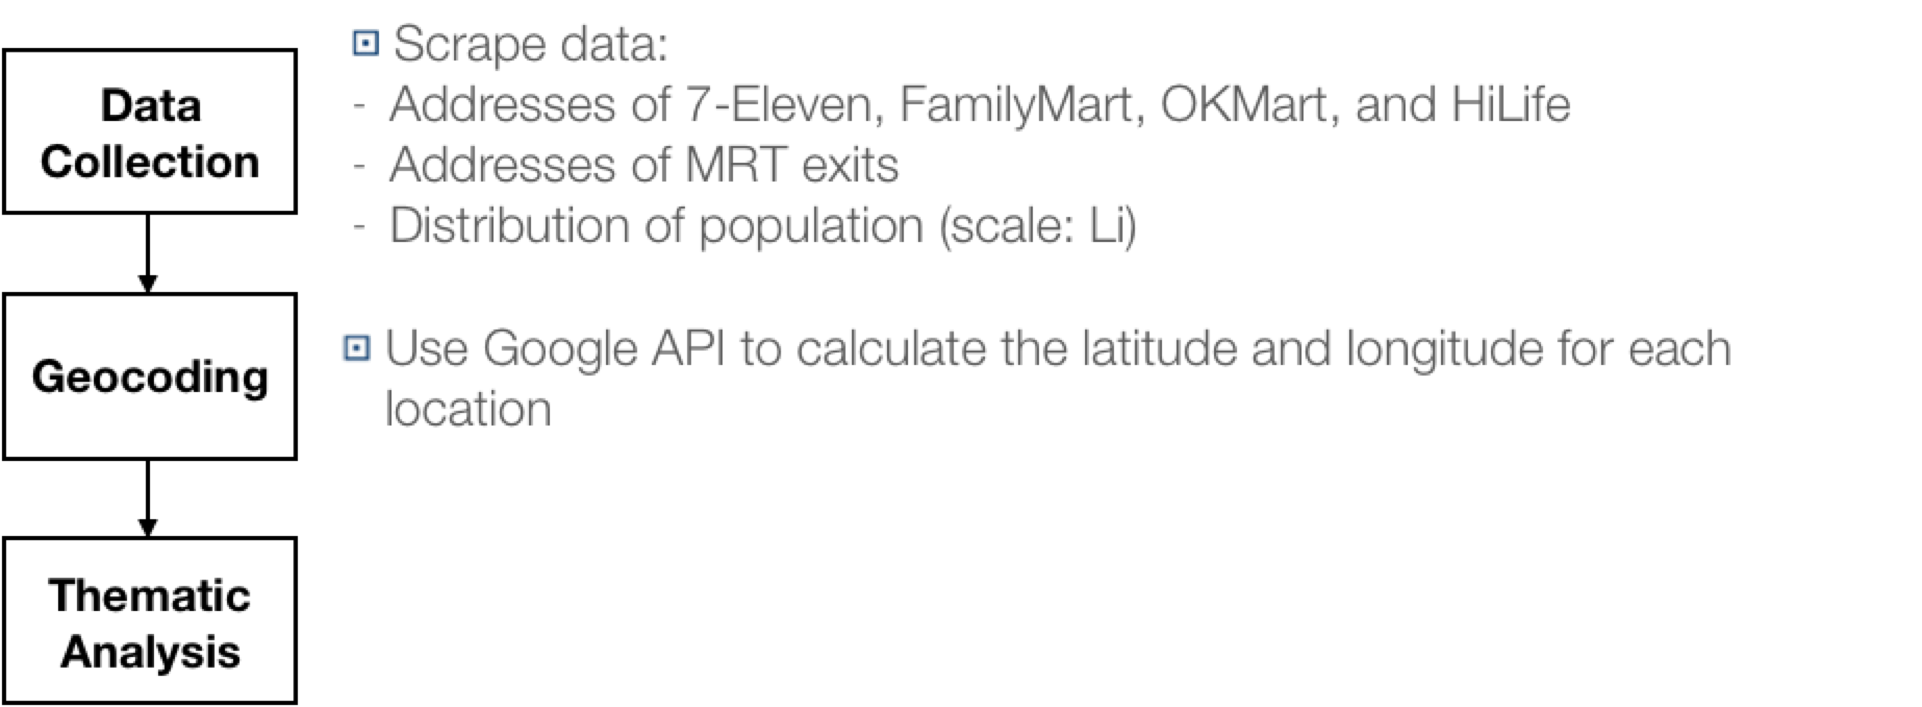 Data
Collection
Scrape data:
- Addresses of 7-Eleven, FamilyMart, OKMart, and HiLife
- Addresses of MRT exits
- Distribution of population (scale: Li)
Geocoding
Use Google API to calculate the latitude and longitude for each
location
Thematic
Analysis